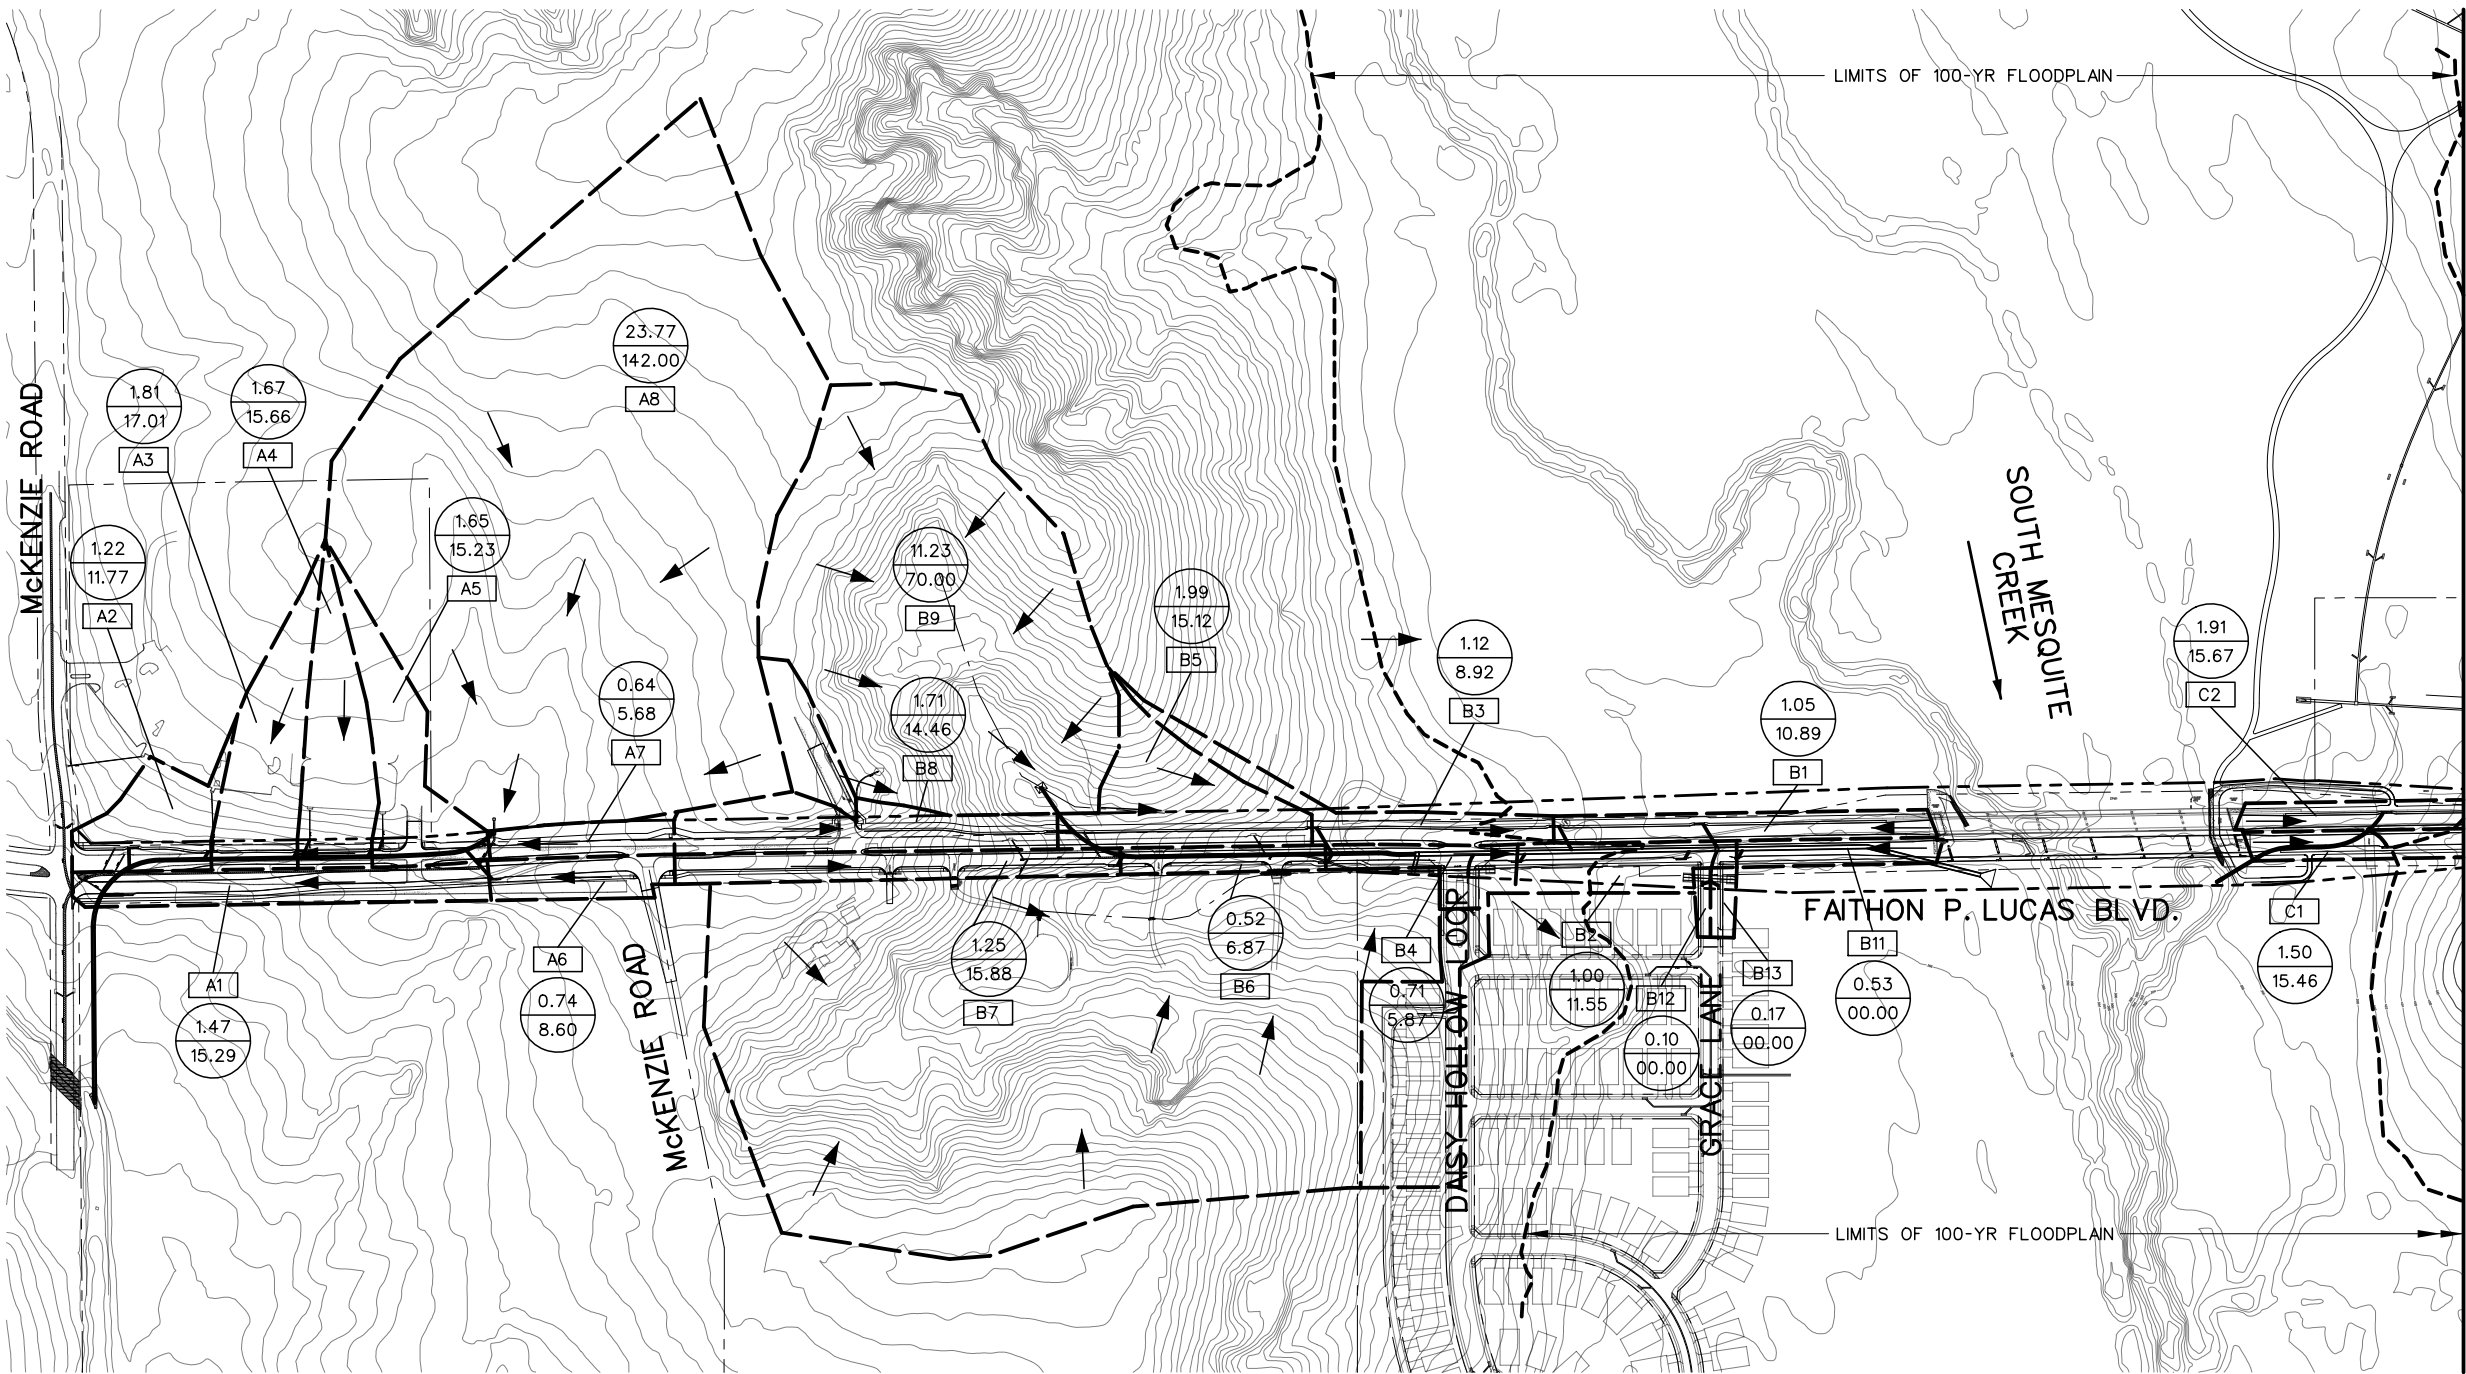 LIMITS OF 100-YR FLOODPLAIN
McKENZIE ROAD
23.77
142.00
A8
1.81
17.01
A3
1.67
15.66
A4
1.65
15.23
A5
1.22
11.77
A2
11.23
70.00
B9
1.99
15.12
B5
0.64
5.68
A7
1.71
14.46
B8
1.12
8.92
B3
1.05
10.89
B1
SOUTH MESQUITE
CREEK
1.91
15.67
C2
FAITHON P. LUCAS BLVD.
A1
1.47
15.29
A6
0.74
8.60
McKENZIE ROAD
1.25
15.88
B7
0.52
6.87
B6
B4
0.71
5.87
DAISY HOLLOW LOOP
B2
1.00
11.55
B12
0.10
00.00
GRACE LANE
B13
0.17
00.00
B11
0.53
00.00
C1
1.50
15.46
LIMITS OF 100-YR FLOODPLAIN